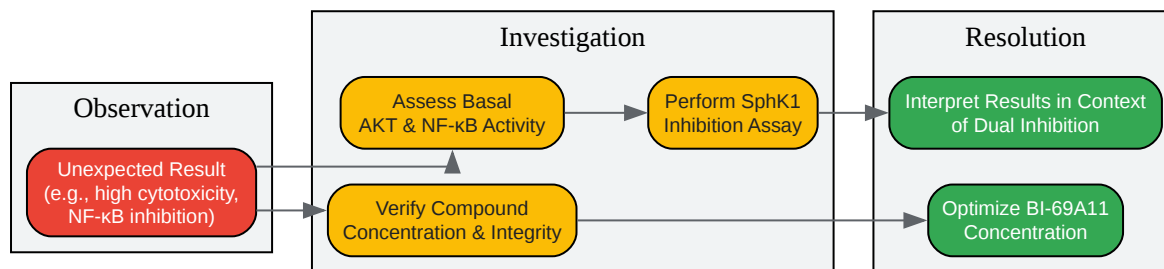 Observation
Unexpected Result
(e.g., high cytotoxicity,
NF-κB inhibition)
Investigation
Assess Basal
AKT & NF-κB Activity
Perform SphK1
Inhibition Assay
Verify Compound
Concentration & Integrity
Resolution
Interpret Results in Context
of Dual Inhibition
Optimize BI-69A11
Concentration